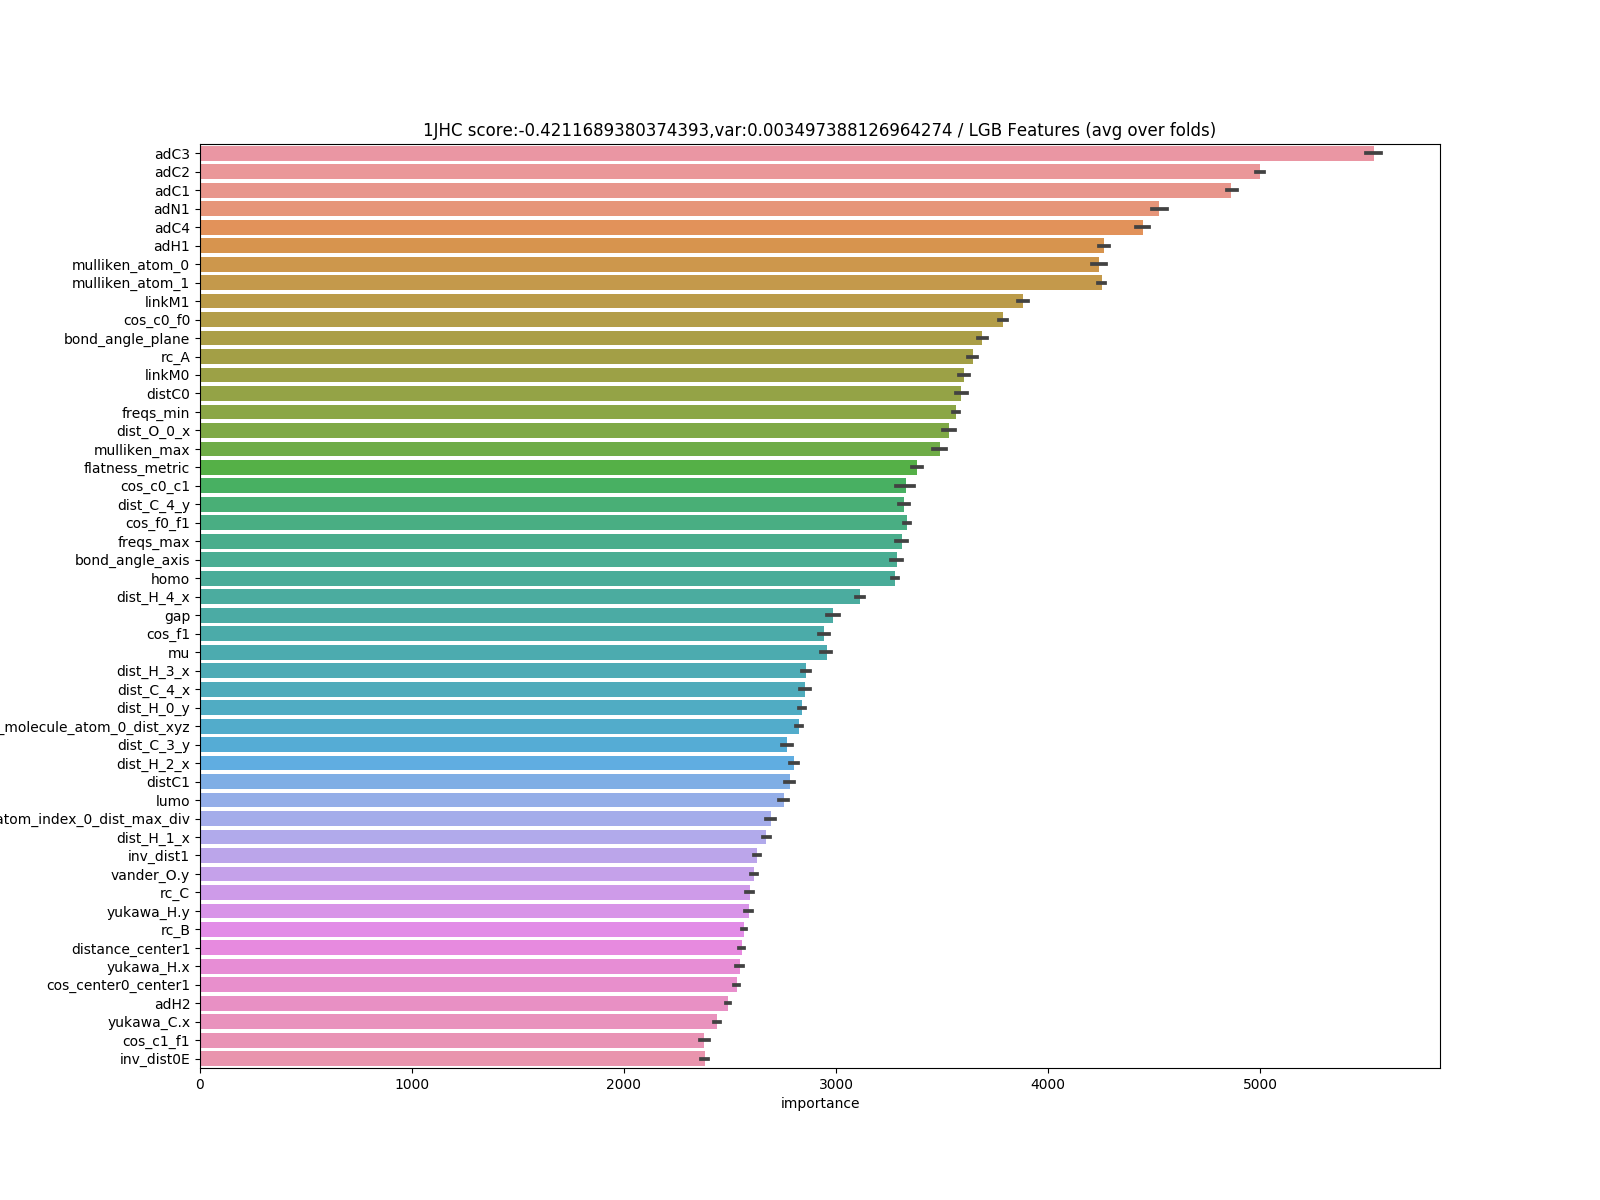 1JHC score:-0.4211689380374393,var:0.003497388126964274 / LGB Features (avg over folds)
adC3
adC2
adC1
adN1
adC4
adH1
mulliken_atom_0
mulliken_atom_1
linkM1
cos_c0_f0
bond_angle_plane
rc_A
linkM0
distC0
freqs_min
dist_O_0_x
mulliken_max
flatness_metric
cos_c0_c1
dist_C_4_y
cos_f0_f1
freqs_max
bond_angle_axis
homo
dist_H_4_x
gap
cos_f1
mu
dist_H_3_x
dist_C_4_x
dist_H_0_y
_molecule_atom_0_dist_xyz
dist_C_3_y
dist_H_2_x
distC1
lumo
atom_index_0_dist_max_div
dist_H_1_x
inv_dist1
vander_O.y
rc_C
yukawa_H.y
rc_B
distance_center1
yukawa_H.x
cos_center0_center1
adH2
yukawa_C.x
cos_c1_f1
inv_dist0E
0 1000 2000 3000 4000 5000
importance